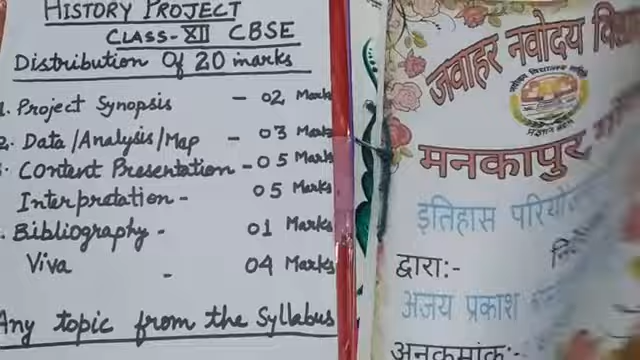 HISTORY PROJECT
CLASS-XII CBSE
Distribution Of 20 marks
1. Project Synopsis - 02 Marks
2. Data/Analysis/Map - 03 Marks
Content Presentation - 05 Marks
Interpretation - 05 Marks
Bibliography - 01 Marks
Viva - 04 Marks
Any topic from the Syllabus
जवाहर नवोदय
मनकापुर
इतिहास
द्वारा:-
अजय प्रकाश
अनुक्रमांक:-